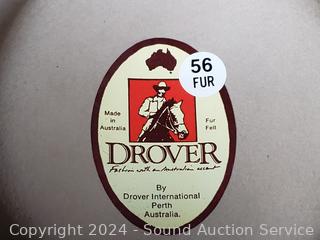 56
FUR
Made
in
Australia
Fur
Felt
DROVER
Fashion with an Australian accent
By
Drover International
Perth
Australia.
Copyright 2024 - Sound Auction Service